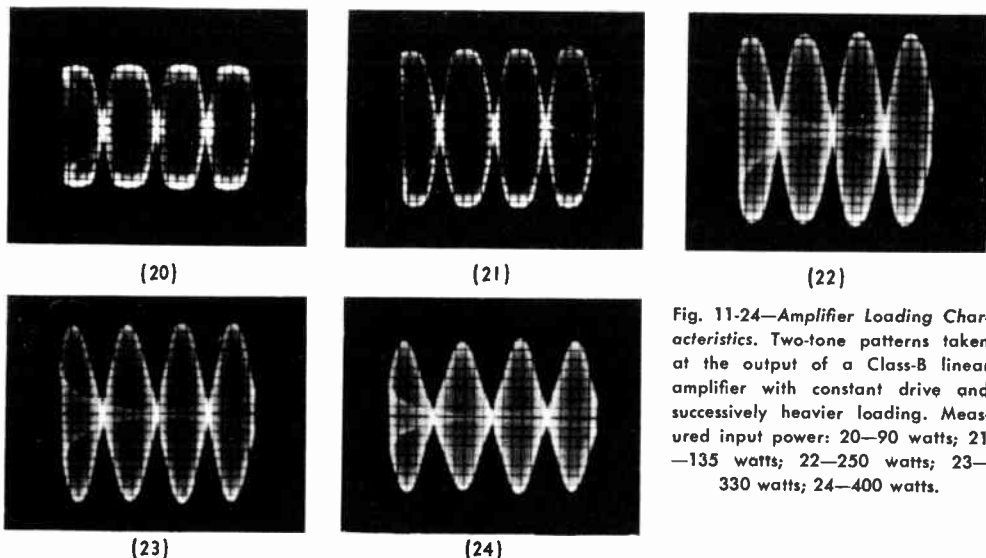 (20)
(21)
(22)
Fig. 11-24—Amplifier Loading Char-
acteristics. Two-tone patterns taken
at the output of a Class-B linear
amplifier with constant drive and
successively heavier loading. Meas-
ured input power: 20—90 watts; 21
—135 watts; 22—250 watts; 23—
330 watts; 24—400 watts.
(23)
(24)